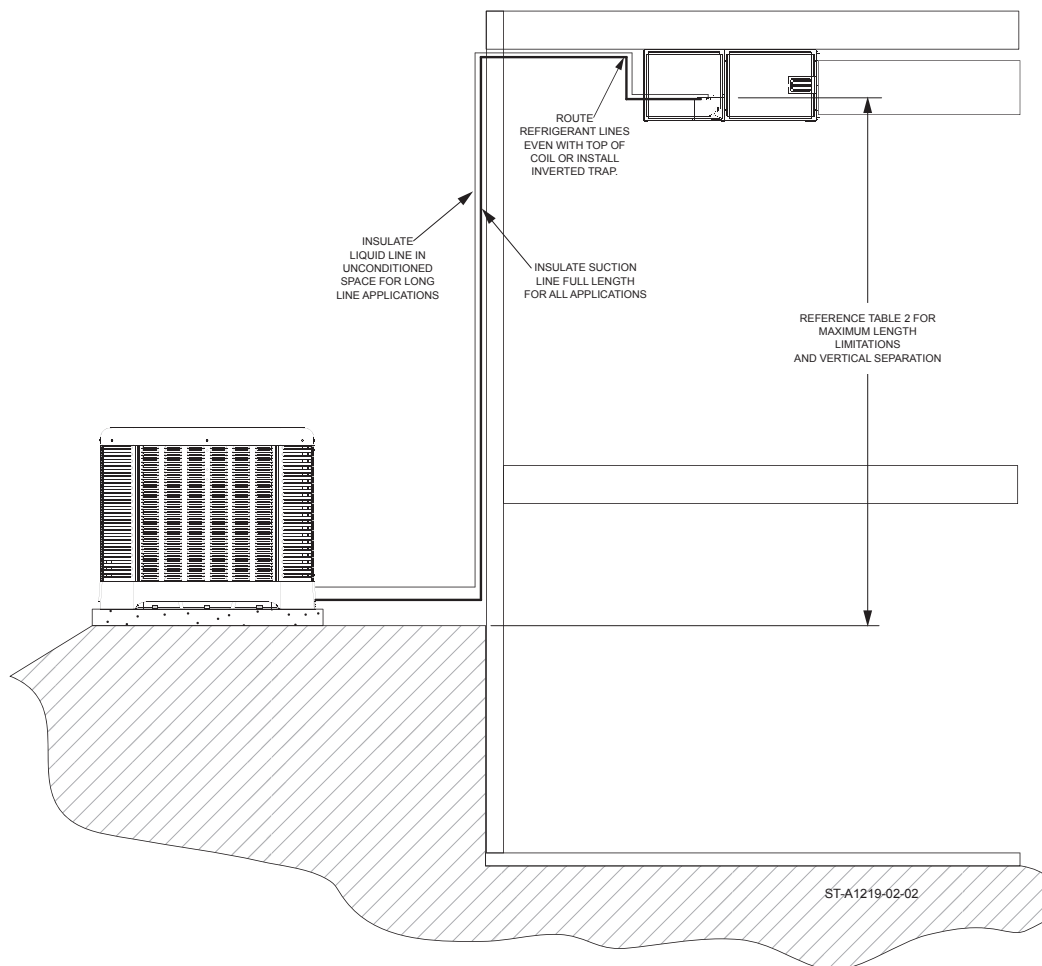 ROUTE
REFRIGERANT LINES
EVEN WITH TOP OF
COIL OR INSTALL
INVERTED TRAP.
INSULATE
LIQUID LINE IN
UNCONDITIONED
SPACE FOR LONG
LINE APPLICATIONS
INSULATE SUCTION
LINE FULL LENGTH
FOR ALL APPLICATIONS
REFERENCE TABLE 2 FOR
MAXIMUM LENGTH
LIMITATIONS
AND VERTICAL SEPARATION
ST-A1219-02-02